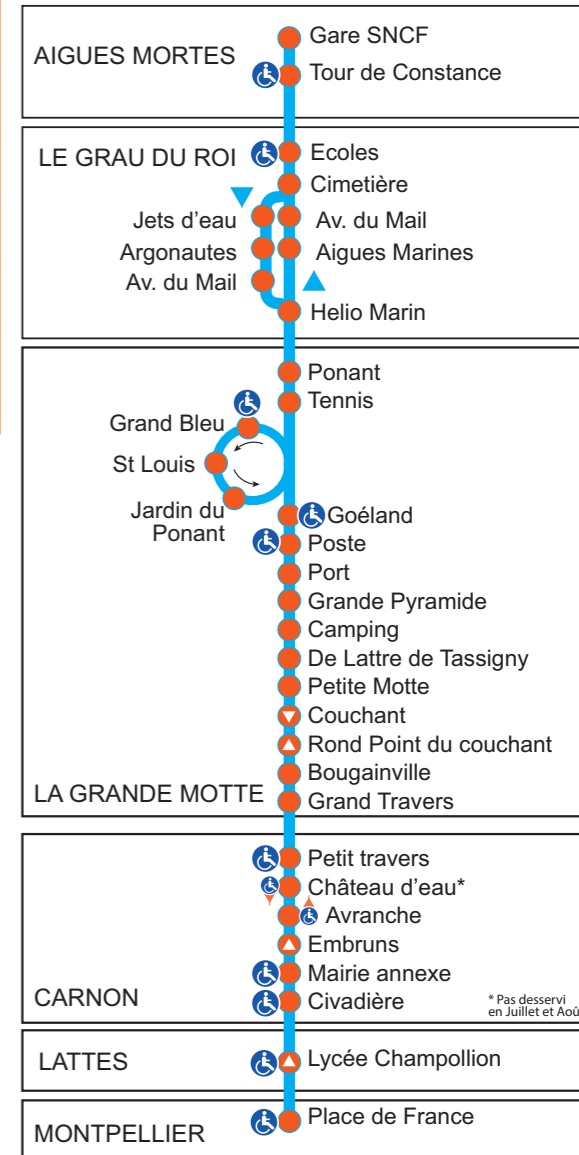 AIGUES MORTES
Gare SNCF
Tour de Constance
LE GRAU DU ROI
Ecoles
Cimetière
Jets d'eau
Av. du Mail
Argonautes
Aigues Marines
Av. du Mail
Helio Marin
Ponant
Tennis
Grand Bleu
St Louis
Jardin du
Ponant
Goéland
Poste
Port
Grande Pyramide
Camping
De Lattre de Tassigny
Petite Motte
Couchant
Rond Point du couchant
Bougainville
LA GRANDE MOTTE
Grand Travers
Petit travers
Château d'eau*
Avranche
Embruns
Mairie annexe
CARNON
Civadière
* Pas desservi
en Juillet et Aoû
LATTES
Lycée Champollion
Place de France
MONTPELLIER